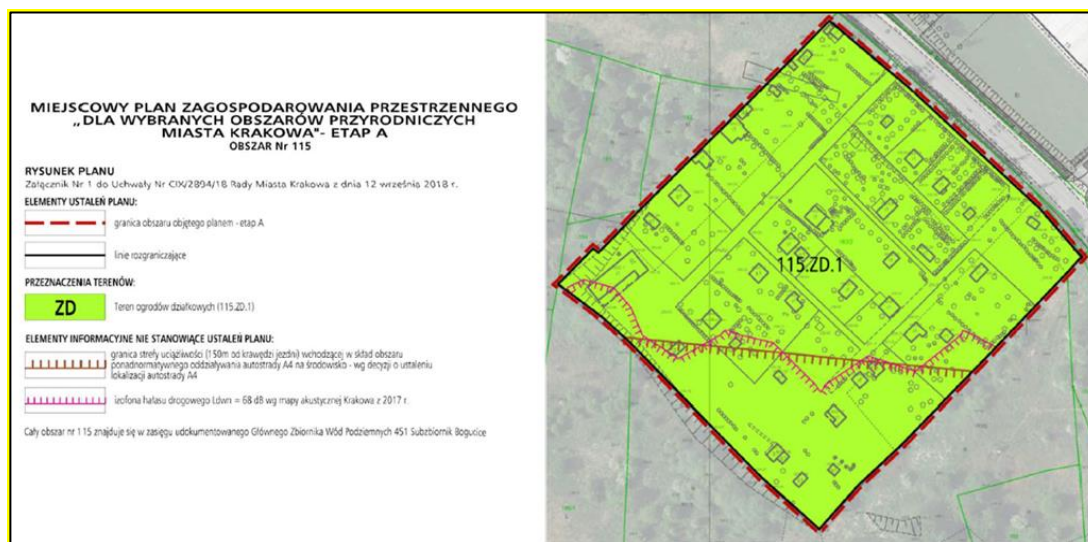 MIEJSCOWY PLAN ZAGOSPODAROWANIA PRZESTRZENNEGO
„DLA WYBRANYCH OBSZARÓW PRZYRODNICZYCH
MIASTA KRAKOWA"- ETAP A
OBSZAR Nr 115
RYSUNEK PLANU
Załącznik Nr 1 do Uchwały Nr CIX/2894/18 Rady Miasta Krakowa z dnia 12 września 2018 r.
ELEMENTY USTALEŃ PLANU:
granica obszaru objętego planem - etap A
linie rozgraniczające
PRZEZNACZENIA TERENÓW:
ZD
Teren ogrodów działkowych (115.ZD.1)
ELEMENTY INFORMACYJNE NIE STANOWIĄCE USTALEŃ PLANU:
granica strefy uciążliwości (150m od krawędzi jezdni) wchodzącej w skład obszaru
ponadnormatywnego oddziaływania autostrady A4 na środowisko - wg decyzji o ustaleniu
lokalizacji autostrady A4
izofona hałasu drogowego Ldwn = 68 dB wg mapy akustycznej Krakowa z 2017 r.
Cały obszar nr 115 znajduje się w zasięgu udokumentowanego Głównego Zbiornika Wód Podziemnych 451 Subzbiornik Bogucice
115.ZD.1